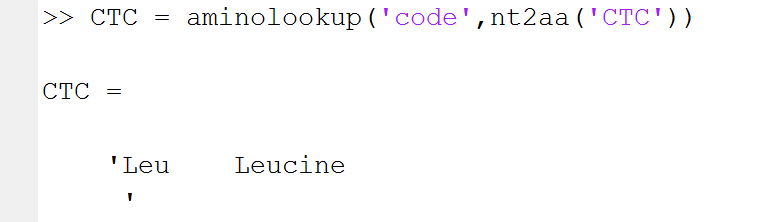 >> CTC = aminolookup('code',nt2aa('CTC'))
CTC =
'Leu    Leucine
'